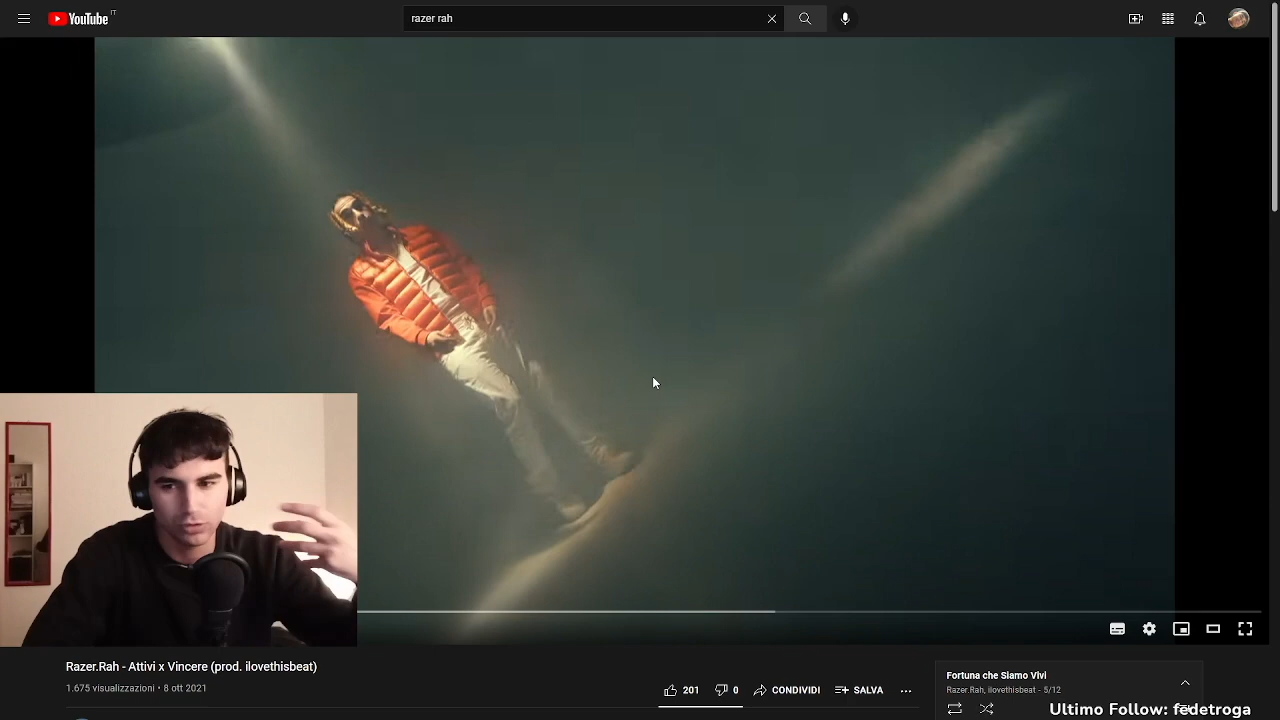 YouTube IT
razer rah
Razer.Rah - Attivi x Vincere (prod. ilovethisbeat)
1.675 visualizzazioni • 8 ott 2021
201
0
CONDIVIDI
SALVA
Fortuna che Siamo Vivi
Razer.Rah, ilovethisbeat - 5/12
Ultimo Follow: fedetroga